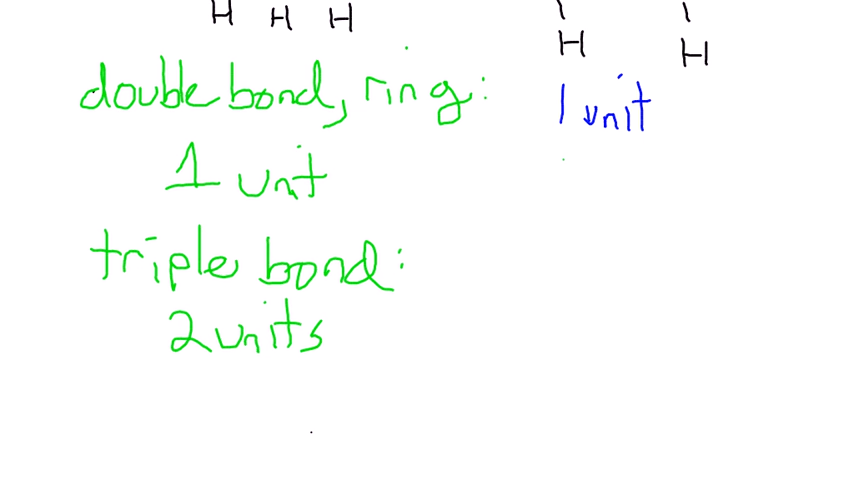 H H H
H H
double bond, ring:
1 unit
1 unit
triple bond:
2 units